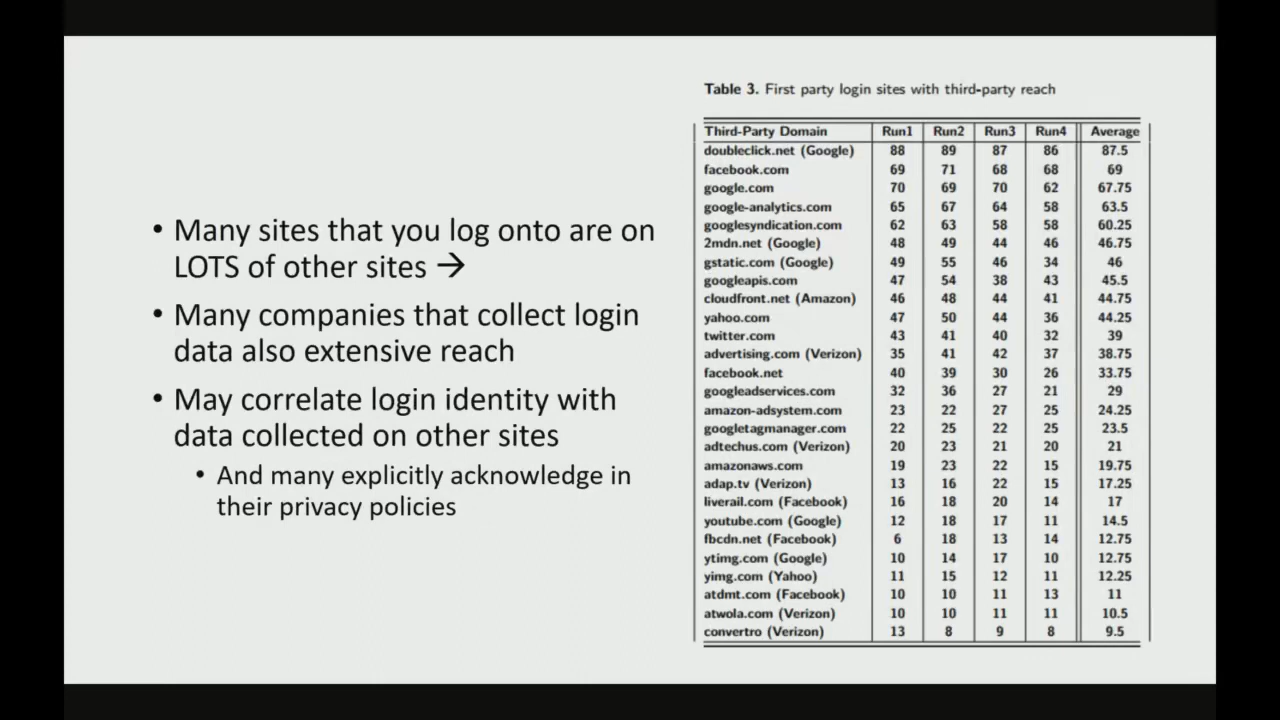 • Many sites that you log onto are on
LOTS of other sites →
• Many companies that collect login
data also extensive reach
• May correlate login identity with
data collected on other sites
• And many explicitly acknowledge in
their privacy policies
Table 3. First party login sites with third-party reach
Third-Party Domain Run1 Run2 Run3 Run4 Average
doubleclick.net (Google) 88 89 87 86 87.5
facebook.com 69 71 68 68 69
google.com 70 69 70 62 67.75
google-analytics.com 65 67 64 58 63.5
googlesyndication.com 62 63 58 58 60.25
2mdn.net (Google) 48 49 44 46 46.75
gstatic.com (Google) 49 55 46 34 46
googleapis.com 47 54 38 43 45.5
cloudfront.net (Amazon) 46 48 44 41 44.75
yahoo.com 47 50 44 36 44.25
twitter.com 43 41 40 32 39
advertising.com (Verizon) 35 41 42 37 38.75
facebook.net 40 39 30 26 33.75
googleadservices.com 32 36 27 21 29
amazon-adsystem.com 23 22 27 25 24.25
googletagmanager.com 22 25 22 25 23.5
adtechus.com (Verizon) 20 23 21 20 21
amazonaws.com 19 23 22 15 19.75
adap.tv (Verizon) 13 16 22 15 17.25
liverail.com (Facebook) 16 18 20 14 17
youtube.com (Google) 12 18 17 11 14.5
fbcdn.net (Facebook) 6 18 13 14 12.75
ytimg.com (Google) 10 14 17 10 12.75
yimg.com (Yahoo) 11 15 12 11 12.25
atdmt.com (Facebook) 10 10 11 13 11
atwola.com (Verizon) 10 10 11 11 10.5
convertro (Verizon) 13 8 9 8 9.5